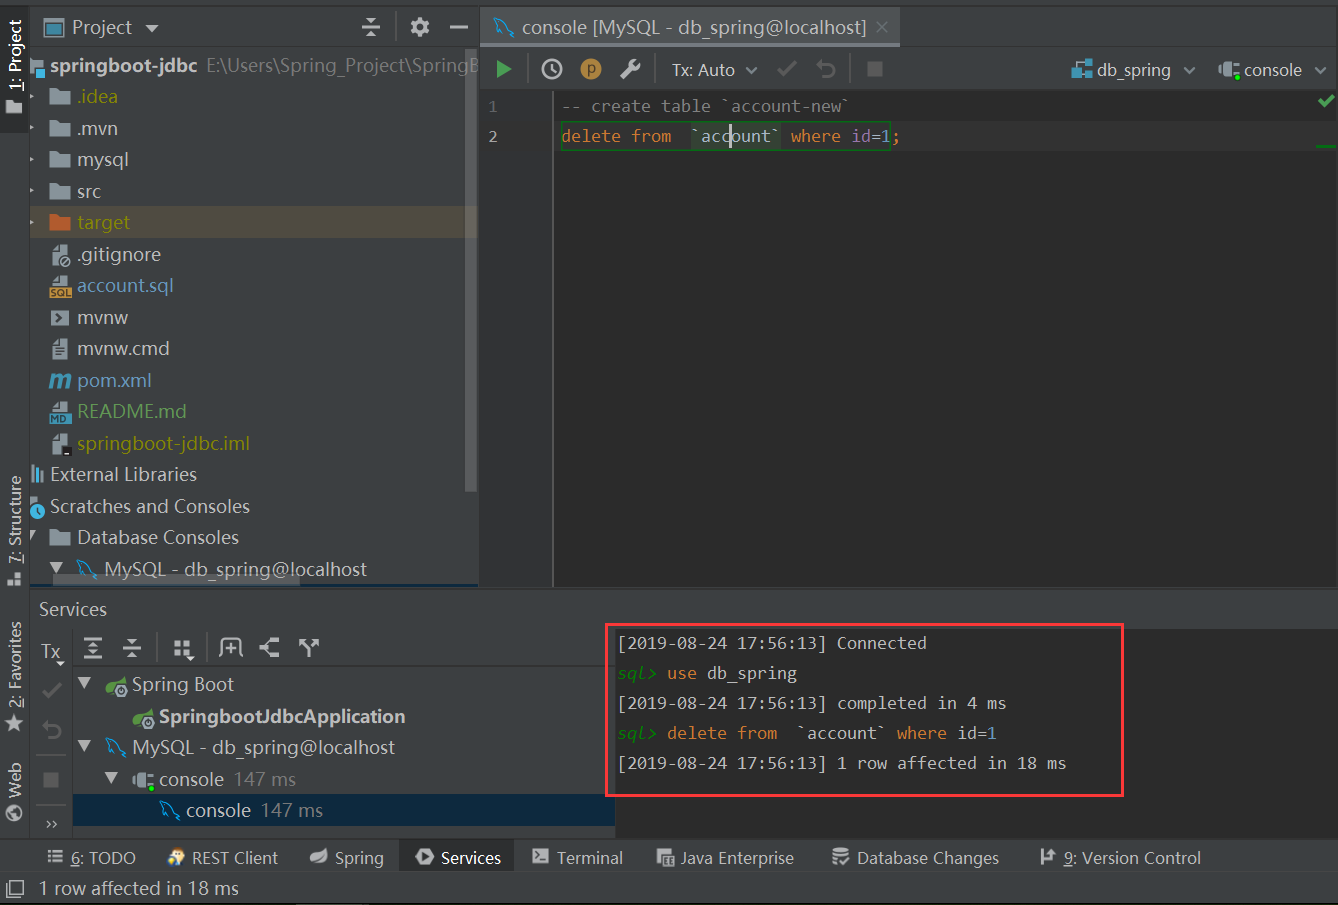 Project
console [MySQL - db_spring@localhost]
1: Project
springboot-jdbc E:\Users\Spring_Project\Spring
.idea
.mvn
mysql
src
target
.gitignore
account.sql
mvnw
mvnw.cmd
pom.xml
README.md
springboot-jdbc.iml
External Libraries
Scratches and Consoles
Database Consoles
MySQL - db_spring@localhost
Tx: Auto
db_spring
console
1 -- create table `account-new`
2 delete from `account` where id=1;
7: Structure
2: Favorites
Web
Services
Tx
Spring Boot
SpringbootJdbcApplication
MySQL - db_spring@localhost
console 147 ms
console 147 ms
[2019-08-24 17:56:13] Connected
sql> use db_spring
[2019-08-24 17:56:13] completed in 4 ms
sql> delete from `account` where id=1
[2019-08-24 17:56:13] 1 row affected in 18 ms
6: TODO REST Client Spring Services Terminal Java Enterprise Database Changes 9: Version Control
1 row affected in 18 ms